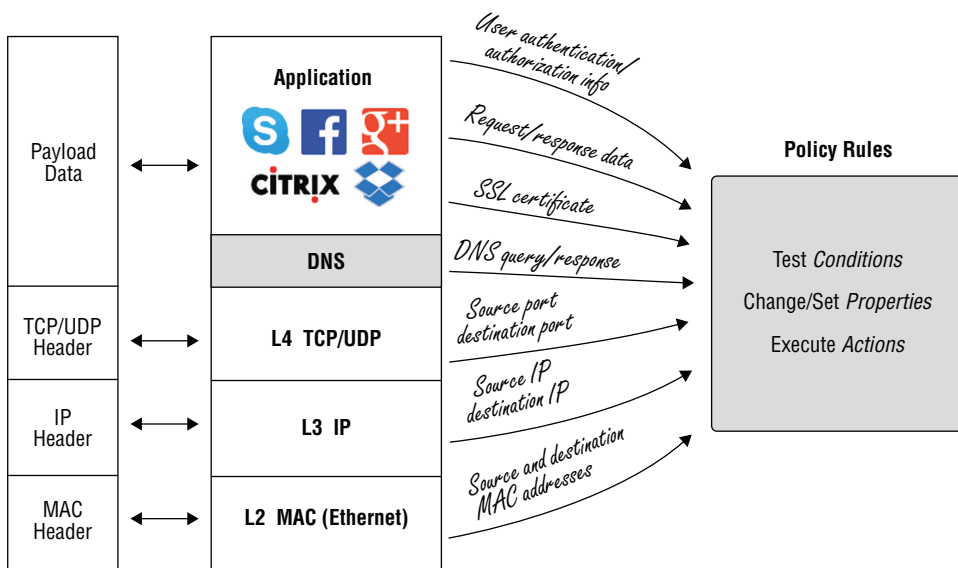 Payload
Data
TCP/UDP
Header
IP
Header
MAC
Header
Application
S
f
g+
CiTRIX
DNS
L4 TCP/UDP
L3 IP
L2 MAC (Ethernet)
User authentication/
authorization info
Request/response data
SSL certificate
DNS query/response
Source port
destination port
Source IP
destination IP
Source and destination
MAC addresses
Policy Rules
Test Conditions
Change/Set Properties
Execute Actions